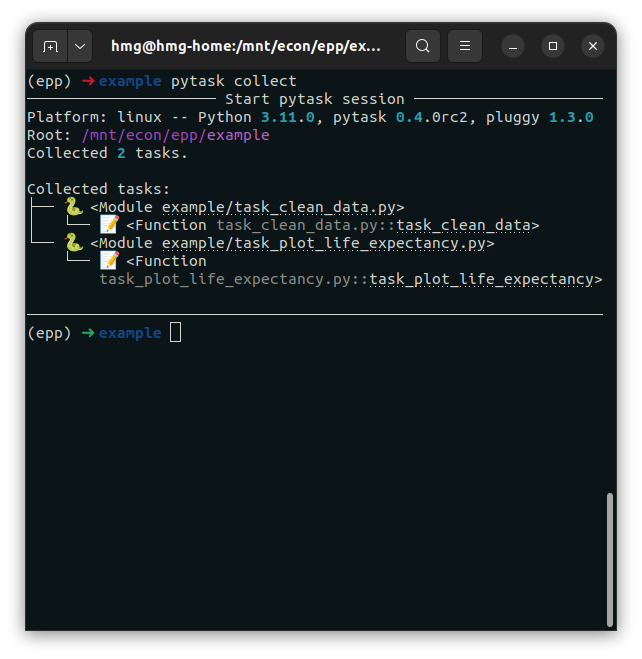 hmg@hmg-home:/mnt/econ/epp/ex...
(epp) ➜ example pytask collect
Start pytask session
Platform: linux -- Python 3.11.0, pytask 0.4.0rc2, pluggy 1.3.0
Root: /mnt/econ/epp/example
Collected 2 tasks.
Collected tasks:
<Module example/task_clean_data.py>
<Function task_clean_data.py::task_clean_data>
<Module example/task_plot_life_expectancy.py>
<Function
task_plot_life_expectancy.py::task_plot_life_expectancy>
(epp) ➜ example